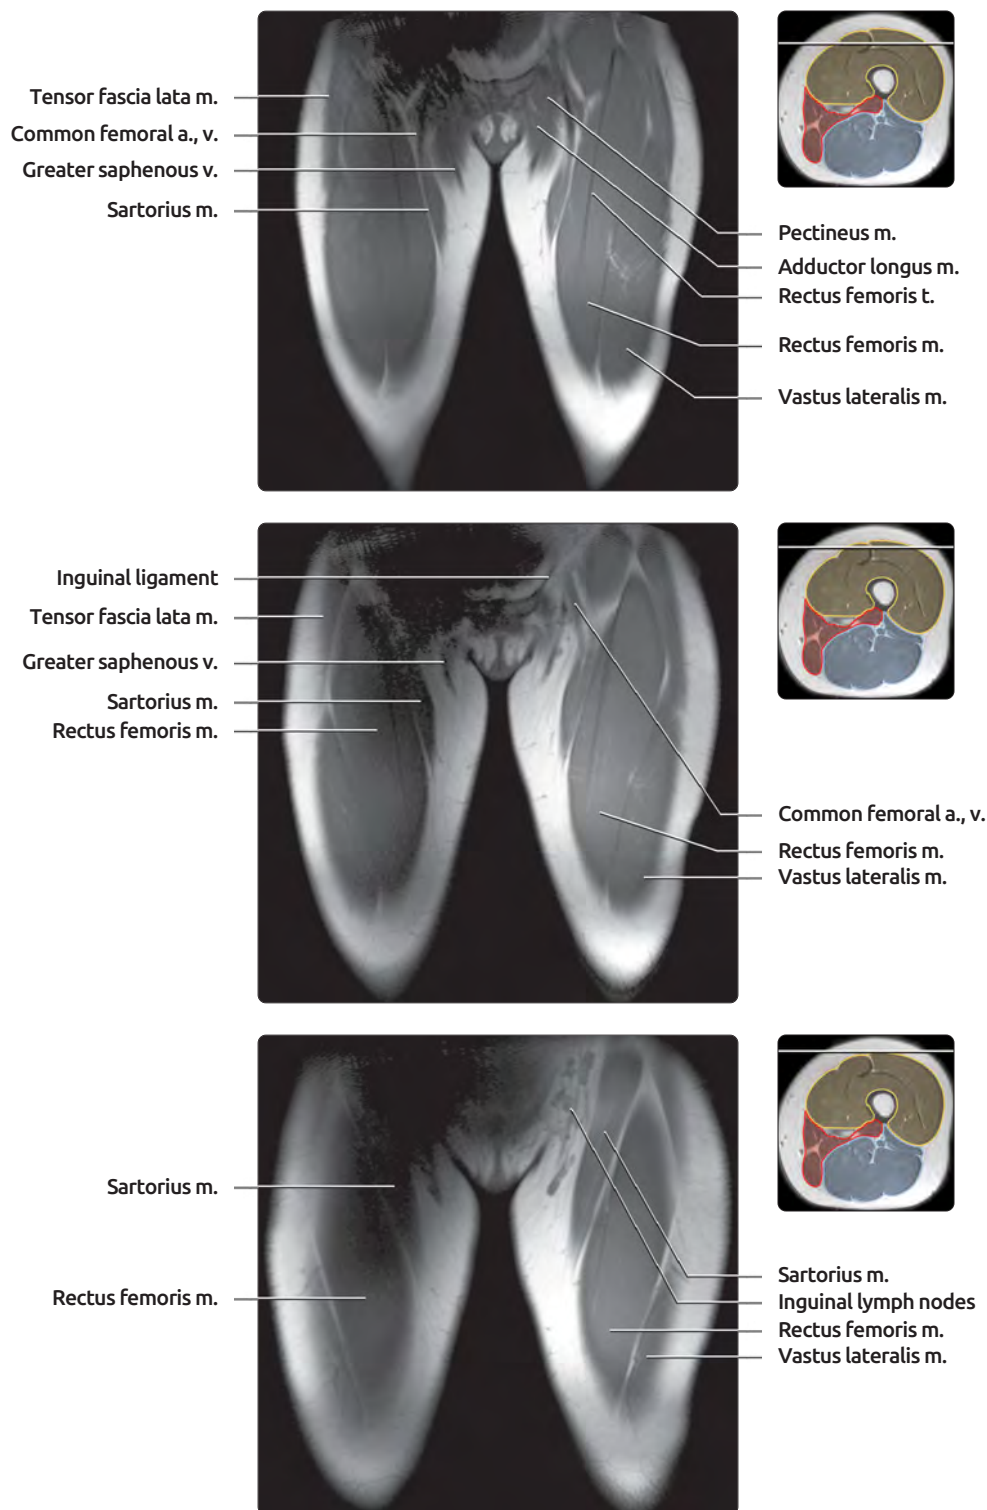 Tensor fascia lata m.
Common femoral a., v.
Greater saphenous v.
Sartorius m.
Pectineus m.
Adductor longus m.
Rectus femoris t.
Rectus femoris m.
Vastus lateralis m.
Inguinal ligament
Tensor fascia lata m.
Greater saphenous v.
Sartorius m.
Rectus femoris m.
Common femoral a., v.
Rectus femoris m.
Vastus lateralis m.
Sartorius m.
Rectus femoris m.
Sartorius m.
Inguinal lymph nodes
Rectus femoris m.
Vastus lateralis m.